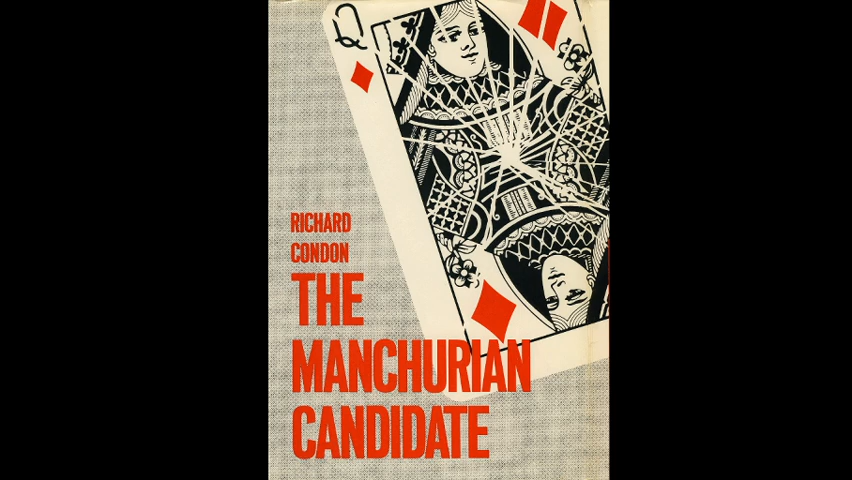 Q
RICHARD
CONDON
THE
MANCHURIAN
CANDIDATE